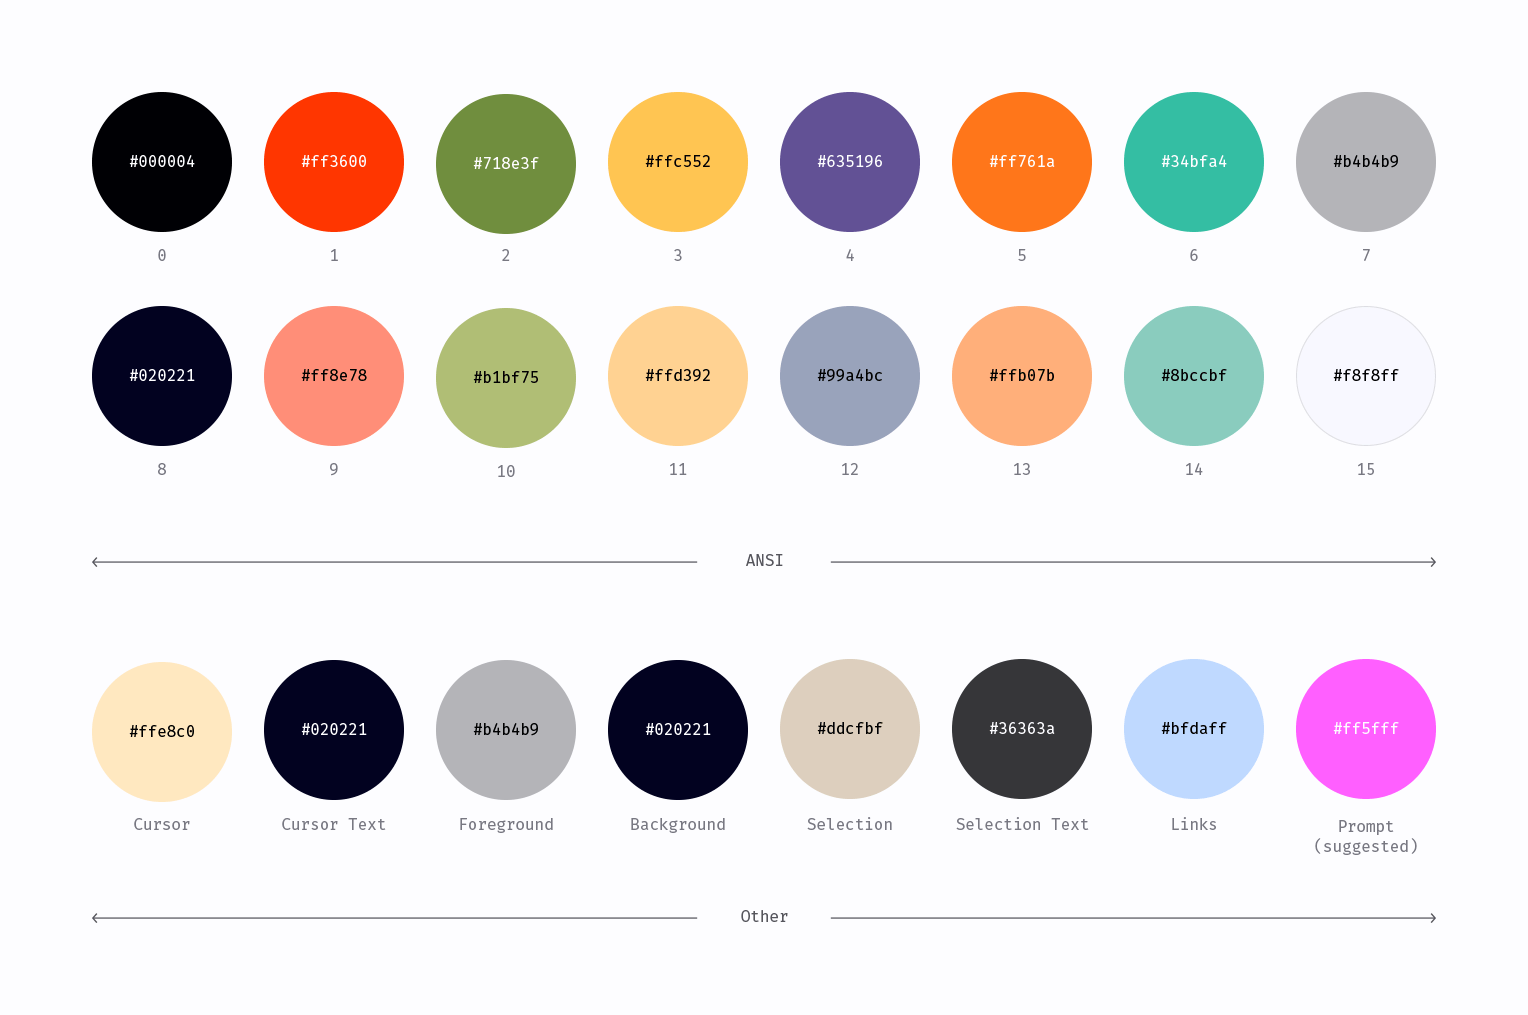 #000004 #ff3600 #718e3f #ffc552 #635196 #ff761a #34bfa4 #b4b4b9
0 1 2 3 4 5 6 7
#020221 #ff8e78 #b1bf75 #ffd392 #99a4bc #ffb07b #8bccbf #f8f8ff
8 9 10 11 12 13 14 15
ANSI
#ffe8c0 #020221 #b4b4b9 #020221 #ddcfbf #36363a #bfdaff #ff5fff
Cursor Cursor Text Foreground Background Selection Selection Text Links Prompt
(suggested)
Other